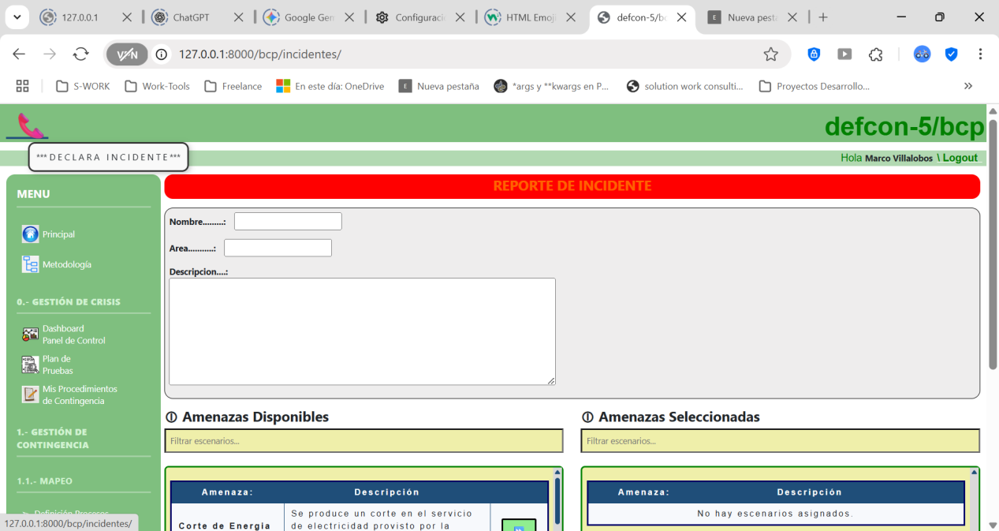 127.0.0.1
ChatGPT
Google Gen
Configuraci
HTML Emoji
defcon-5/b
Nueva pest
VPN
127.0.0.1:8000/bcp/incidentes/
S-WORK
Work-Tools
Freelance
En este día: OneDrive
E
Nueva pestaña
*args y **kwargs en P...
solution work consulti...
Proyectos Desarrollo...
defcon-5/bcp
***DECLARA INCIDENTE***
Hola Marco Villalobos \ Logout
MENU
Principal
Metodología
0.- GESTIÓN DE CRISIS
Dashboard
Panel de Control
Plan de
Pruebas
Mis Procedimientos
de Contingencia
1.- GESTIÓN DE
CONTINGENCIA
1.1.- MAPEO
Definición Procesos
127.0.0.1:8000/bcp/incidentes/
REPORTE DE INCIDENTE
Nombre.........:
Area...........:
Descripcion....:
Amenazas Disponibles
Filtrar escenarios...
Amenaza: Descripción
Corte de Energia
Se produce un corte en el servicio
de electricidad provisto por la
Amenazas Seleccionadas
Filtrar escenarios...
Amenaza: Descripción
No hay escenarios asignados.